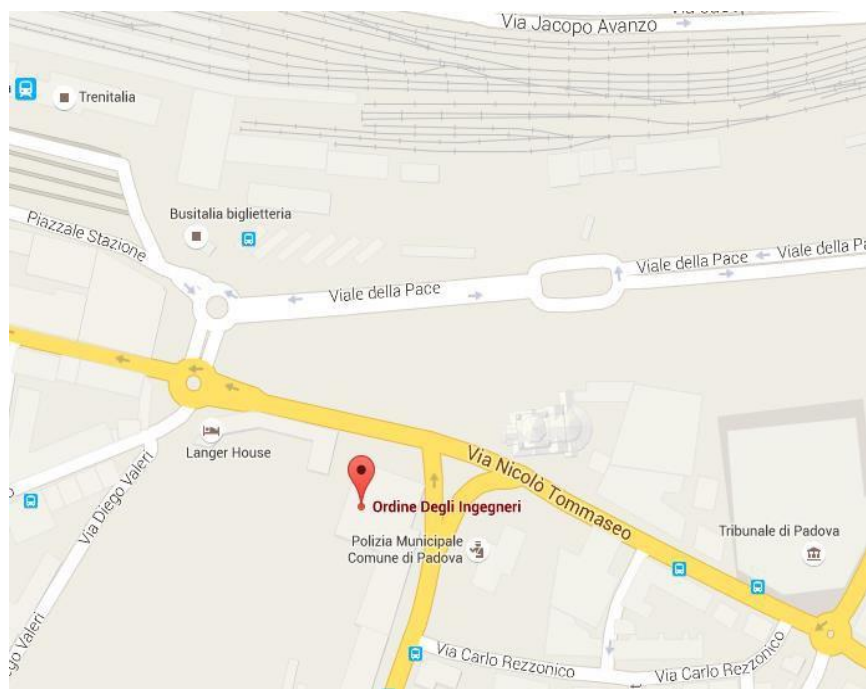 Via Jacopo Avanzo
Trenitalia
Busitalia biglietteria
Piazzale Stazione
Viale della Pace
Viale della Pace
Viale della Pa
Langer House
Via Nicolò Tommaseo
Via Diego Valeri
Ordine Degli Ingegneri
Polizia Municipale
Comune di Padova
Tribunale di Padova
Via Carlo Rezzonico
Via Carlo Rezzonico
ego Valeri